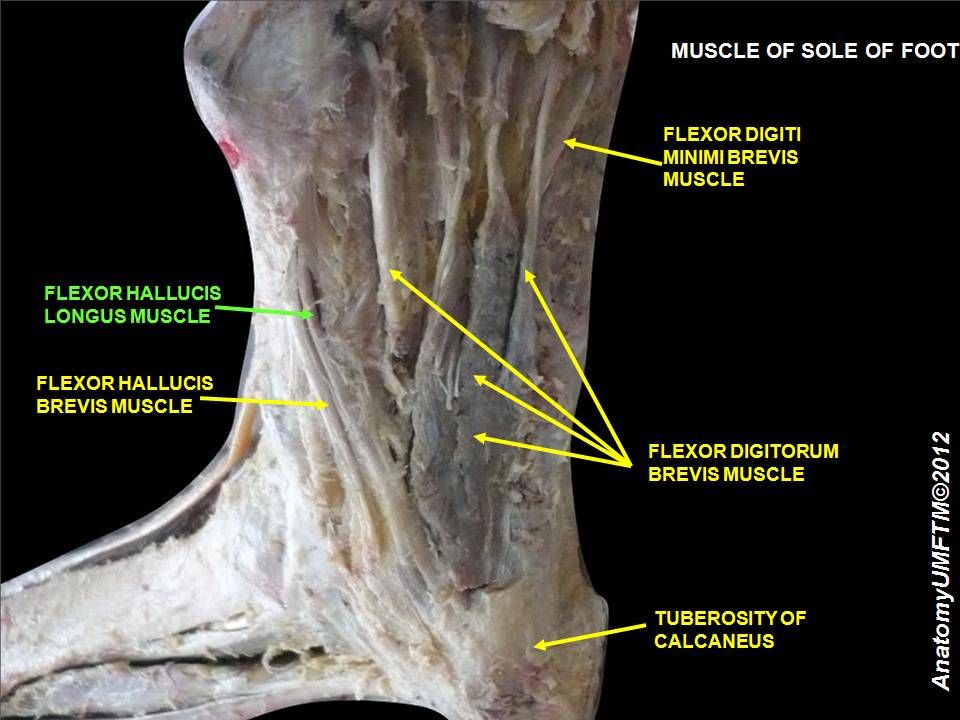 MUSCLE OF SOLE OF FOOT
FLEXOR DIGITI
MINIMI BREVIS
MUSCLE
FLEXOR HALLUCIS
LONGUS MUSCLE
FLEXOR HALLUCIS
BREVIS MUSCLE
FLEXOR DIGITORUM
BREVIS MUSCLE
TUBEROSITY OF
CALCANEUS
AnatomyUMFTM©2012